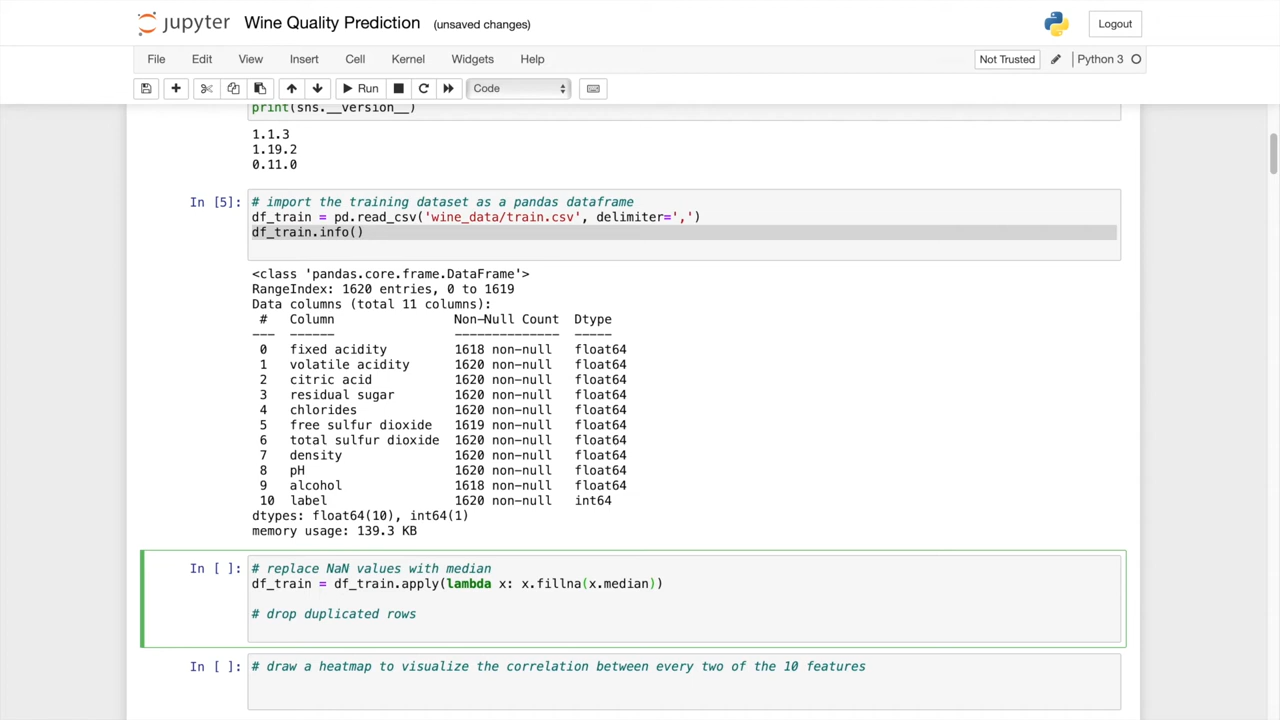 jupyter Wine Quality Prediction (unsaved changes) Logout
File Edit View Insert Cell Kernel Widgets Help Not Trusted Python 3
Run Code
print(sns.__version__)
1.1.3
1.19.2
0.11.0
In [5]: # import the training dataset as a pandas dataframe
df_train = pd.read_csv('wine_data/train.csv', delimiter=',')
df_train.info()
<class 'pandas.core.frame.DataFrame'>
RangeIndex: 1620 entries, 0 to 1619
Data columns (total 11 columns):
# Column Non-Null Count Dtype
--- ------ -------------- -----
0 fixed acidity 1618 non-null float64
1 volatile acidity 1620 non-null float64
2 citric acid 1620 non-null float64
3 residual sugar 1620 non-null float64
4 chlorides 1620 non-null float64
5 free sulfur dioxide 1619 non-null float64
6 total sulfur dioxide 1620 non-null float64
7 density 1620 non-null float64
8 pH 1620 non-null float64
9 alcohol 1618 non-null float64
10 label 1620 non-null int64
dtypes: float64(10), int64(1)
memory usage: 139.3 KB
In [ ]: # replace NaN values with median
df_train = df_train.apply(lambda x: x.fillna(x.median))
# drop duplicated rows
In [ ]: # draw a heatmap to visualize the correlation between every two of the 10 features